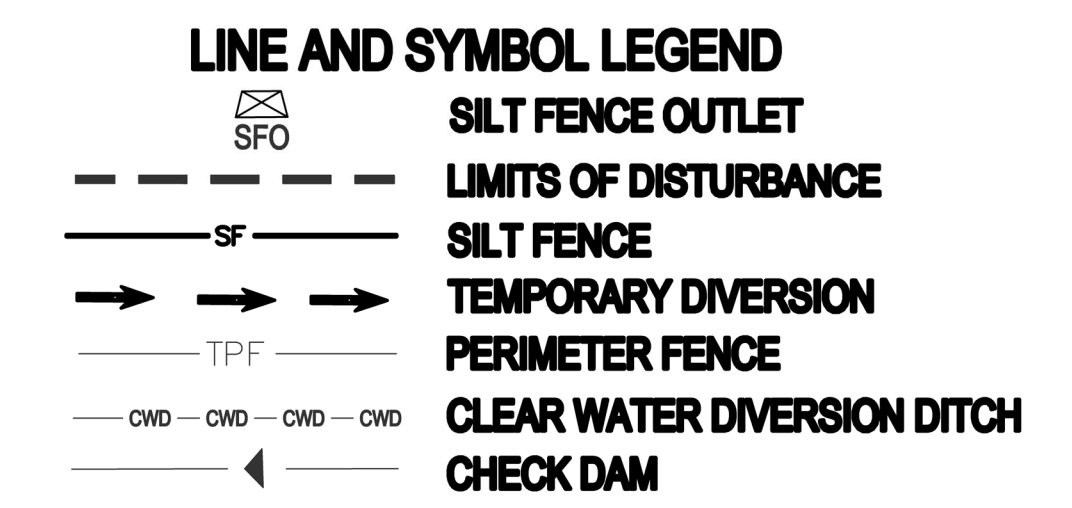 LINE AND SYMBOL LEGEND
SFO SILT FENCE OUTLET
LIMITS OF DISTURBANCE
SF SILT FENCE
TEMPORARY DIVERSION
TPF PERIMETER FENCE
CWD CWD CWD CWD CLEAR WATER DIVERSION DITCH
CHECK DAM